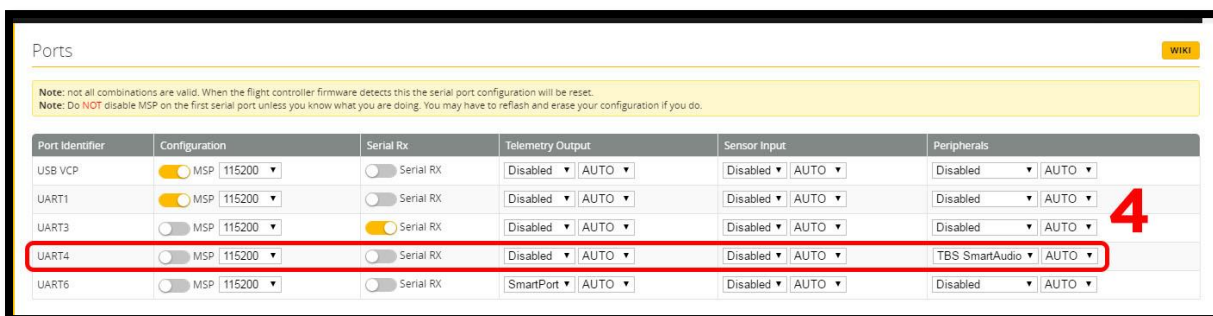 Ports
WIKI
Note: not all combinations are valid. When the flight controller firmware detects this the serial port configuration will be reset.
Note: Do NOT disable MSP on the first serial port unless you know what you are doing. You may have to reflash and erase your configuration if you do.
Port Identifier Configuration Serial Rx Telemetry Output Sensor Input Peripherals
USB VCP MSP 115200 Serial RX Disabled AUTO Disabled AUTO Disabled AUTO
UART1 MSP 115200 Serial RX Disabled AUTO Disabled AUTO Disabled AUTO
UART3 MSP 115200 Serial RX Disabled AUTO Disabled AUTO Disabled AUTO
4
UART4 MSP 115200 Serial RX Disabled AUTO Disabled AUTO TBS SmartAudio AUTO
UART6 MSP 115200 Serial RX SmartPort AUTO Disabled AUTO Disabled AUTO